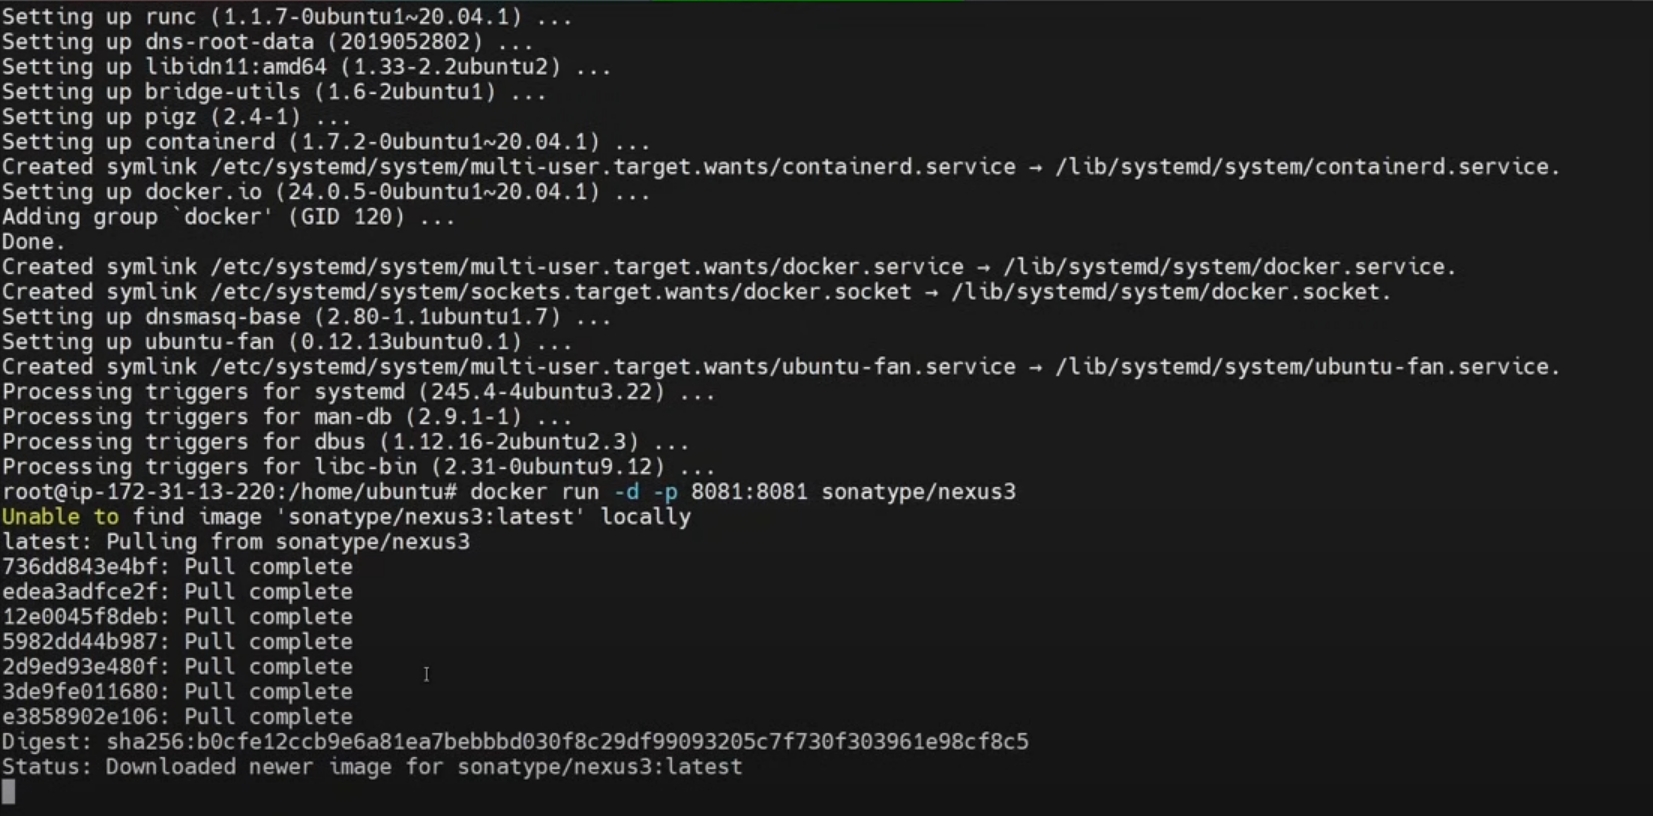 Setting up runc (1.1.7-0ubuntu1~20.04.1) ...
Setting up dns-root-data (2019052802) ...
Setting up libidn11:amd64 (1.33-2.2ubuntu2) ...
Setting up bridge-utils (1.6-2ubuntu1) ...
Setting up pigz (2.4-1) ...
Setting up containerd (1.7.2-0ubuntu1~20.04.1) ...
Created symlink /etc/systemd/system/multi-user.target.wants/containerd.service → /lib/systemd/system/containerd.service.
Setting up docker.io (24.0.5-0ubuntu1~20.04.1) ...
Adding group `docker' (GID 120) ...
Done.
Created symlink /etc/systemd/system/multi-user.target.wants/docker.service → /lib/systemd/system/docker.service.
Created symlink /etc/systemd/system/sockets.target.wants/docker.socket → /lib/systemd/system/docker.socket.
Setting up dnsmasq-base (2.80-1.1ubuntu1.7) ...
Setting up ubuntu-fan (0.12.13ubuntu0.1) ...
Created symlink /etc/systemd/system/multi-user.target.wants/ubuntu-fan.service → /lib/systemd/system/ubuntu-fan.service.
Processing triggers for systemd (245.4-4ubuntu3.22) ...
Processing triggers for man-db (2.9.1-1) ...
Processing triggers for dbus (1.12.16-2ubuntu2.3) ...
Processing triggers for libc-bin (2.31-0ubuntu9.12) ...
root@ip-172-31-13-220:/home/ubuntu# docker run -d -p 8081:8081 sonatype/nexus3
Unable to find image 'sonatype/nexus3:latest' locally
latest: Pulling from sonatype/nexus3
736dd843e4bf: Pull complete
edea3adfce2f: Pull complete
12e0045f8deb: Pull complete
5982dd44b987: Pull complete
2d9ed93e480f: Pull complete
3de9fe011680: Pull complete
e3858902e106: Pull complete
Digest: sha256:b0cfe12ccb9e6a81ea7bebbbd030f8c29df99093205c7f730f303961e98cf8c5
Status: Downloaded newer image for sonatype/nexus3:latest